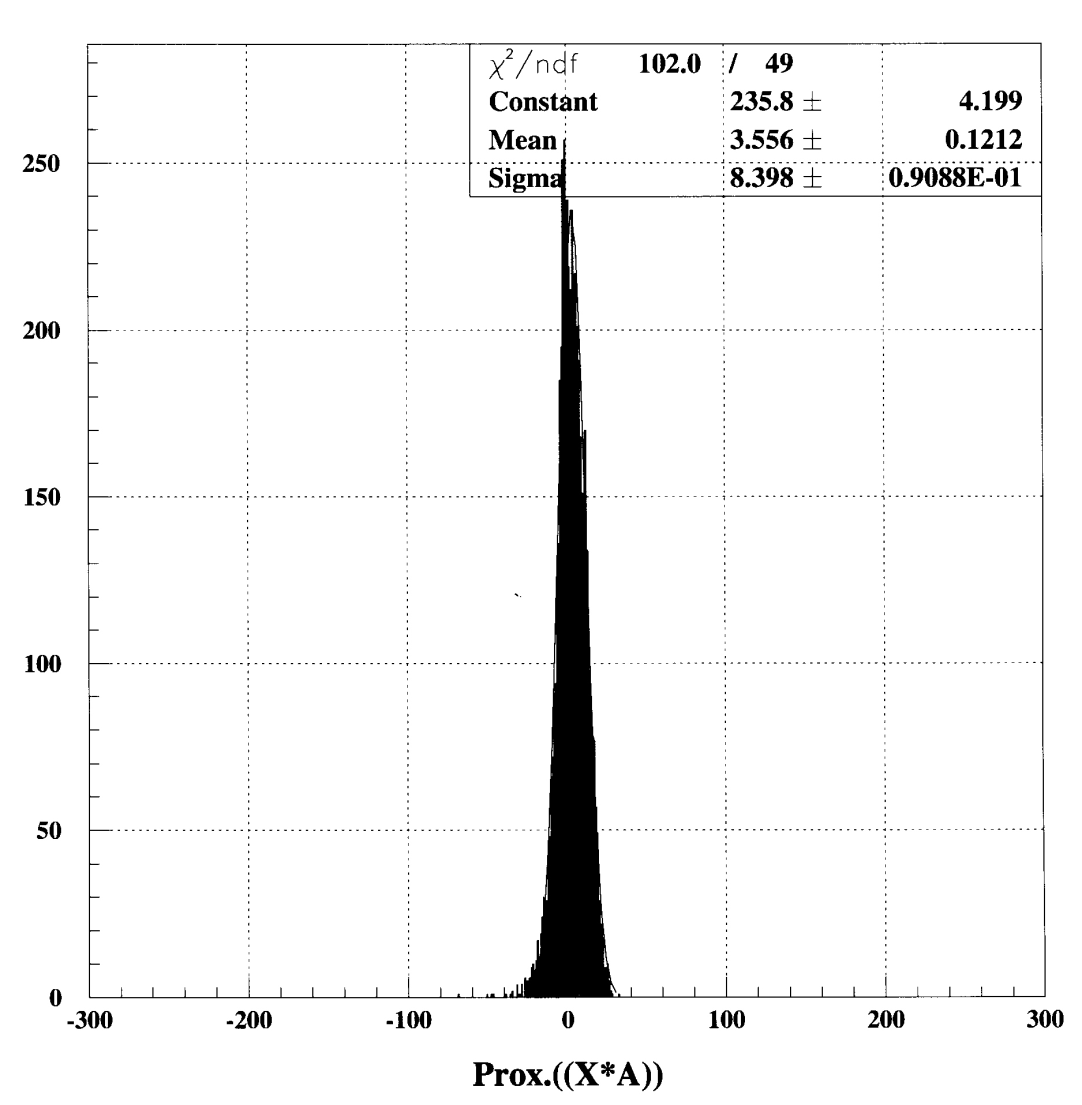 χ²/ndf 102.0 / 49
Constant 235.8 ± 4.199
Mean 3.556 ± 0.1212
Sigma 8.398 ± 0.9088E-01
250
200
150
100
50
0
-300 -200 -100 0 100 200 300
Prox.((X*A))